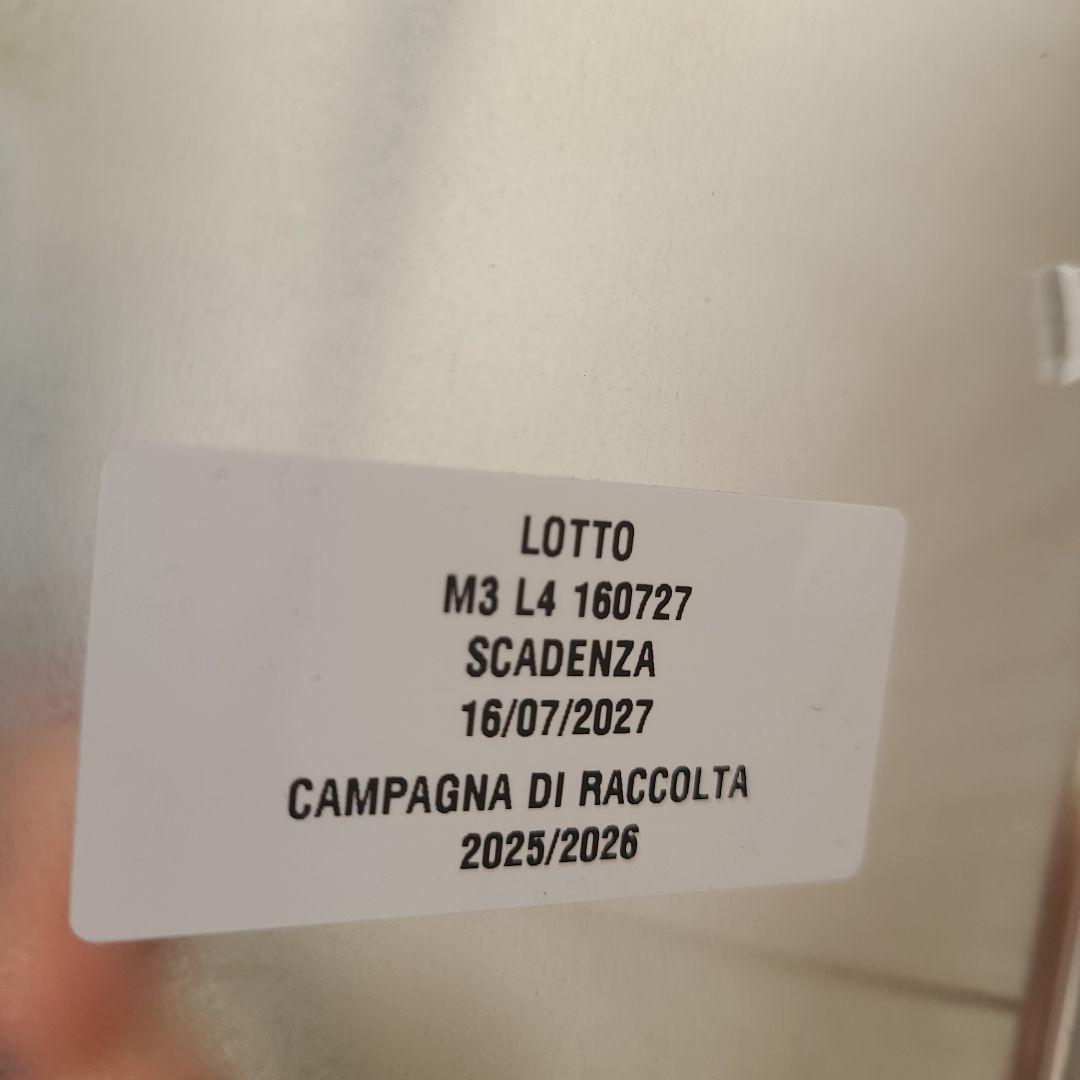 LOTTO
M3 L4 160727
SCADENZA
16/07/2027
CAMPAGNA DI RACCOLTA
2025/2026